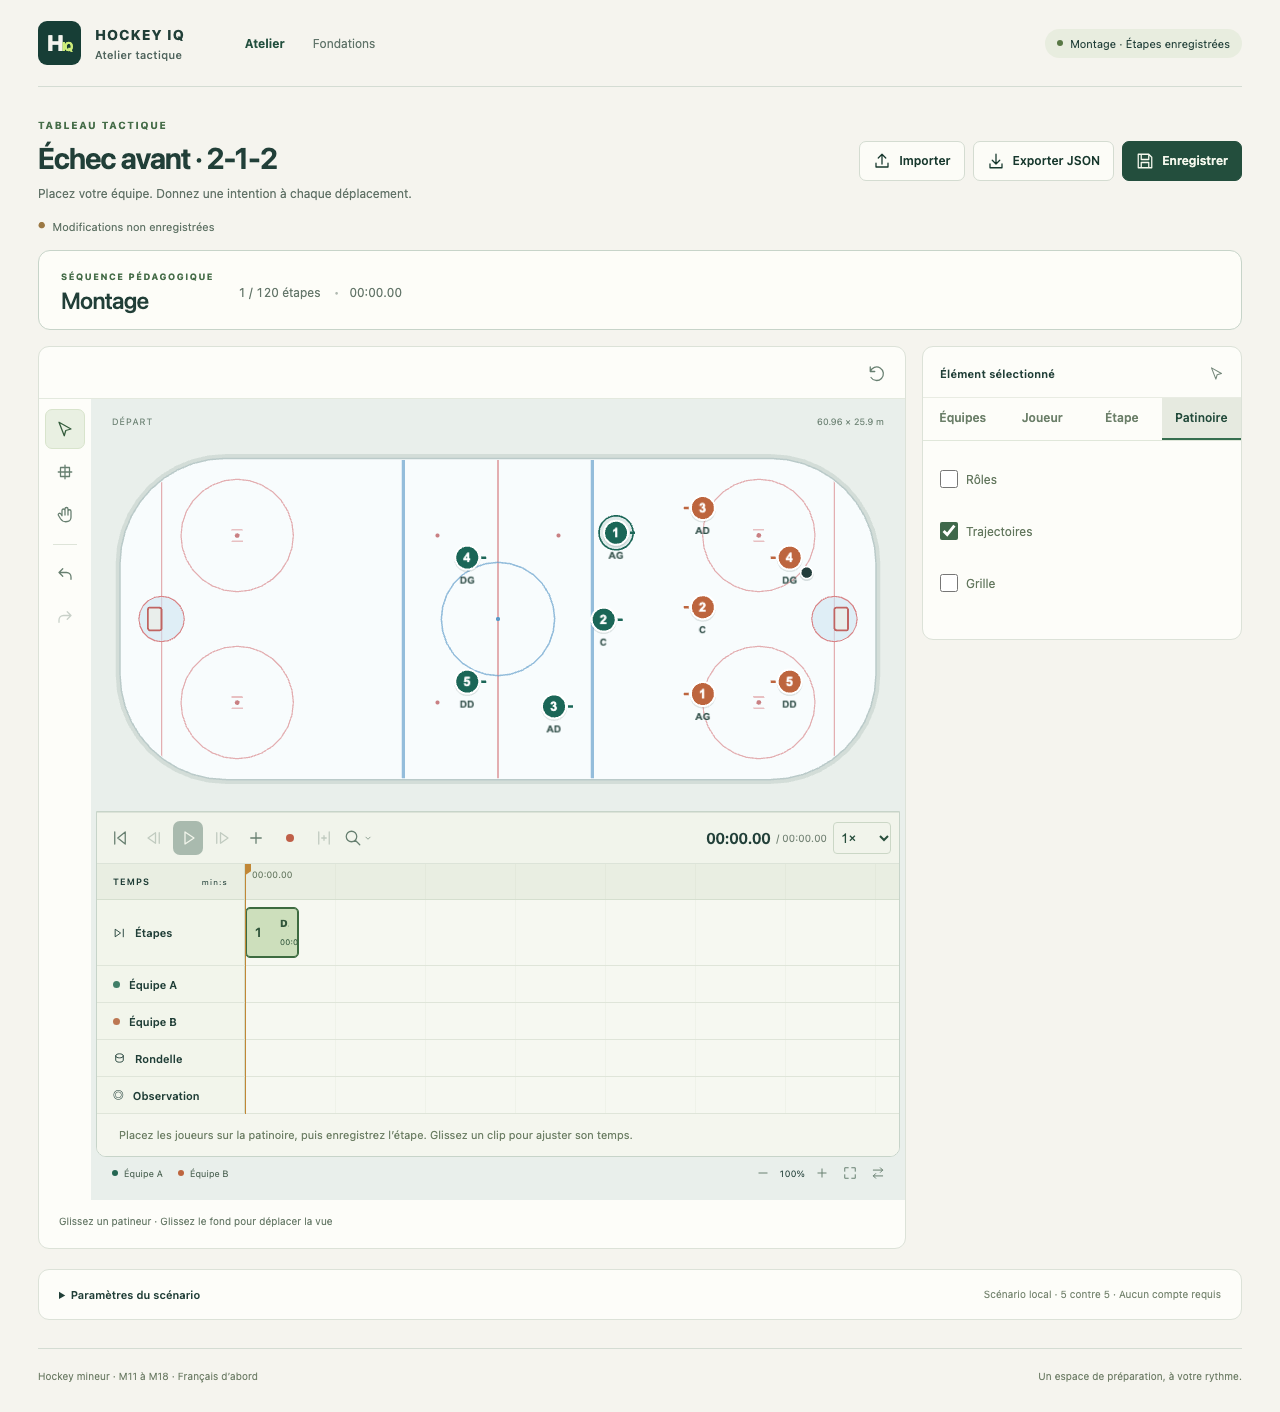 HIQ
HOCKEY IQ
Atelier tactique
Atelier
Fondations
Montage · Étapes enregistrées
TABLEAU TACTIQUE
Échec avant · 2-1-2
Placez votre équipe. Donnez une intention à chaque déplacement.
Importer
Exporter JSON
Enregistrer
Modifications non enregistrées
SÉQUENCE PÉDAGOGIQUE
Montage
1 / 120 étapes · 00:00.00
Élément sélectionné
Équipes
Joueur
Étape
Patinoire
Rôles
Trajectoires
Grille
DÉPART
60.96 × 25.9 m
3
AD
1
AG
4
DG
4
DG
2
C
2
C
5
DD
5
DD
1
AG
3
AD
00:00.00 / 00:00.00
1×
TEMPS
min:s
00:00.00
Étapes
1
D
00:0
Équipe A
Équipe B
Rondelle
Observation
Placez les joueurs sur la patinoire, puis enregistrez l’étape. Glissez un clip pour ajuster son temps.
Équipe A
Équipe B
100%
Glissez un patineur · Glissez le fond pour déplacer la vue
Paramètres du scénario
Scénario local · 5 contre 5 · Aucun compte requis
Hockey mineur · M11 à M18 · Français d’abord
Un espace de préparation, à votre rythme.